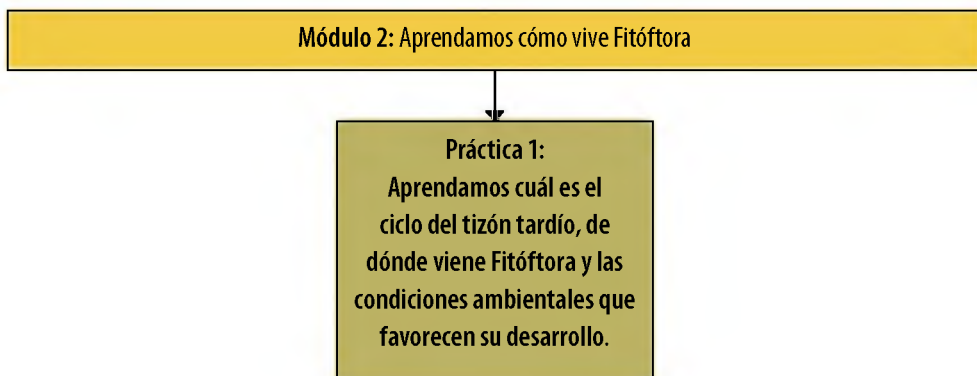 Módulo 2: Aprendamos cómo vive Fitóftora
Práctica 1:
Aprendamos cuál es el
ciclo del tizón tardío, de
dónde viene Fitóftora y las
condiciones ambientales que
favorecen su desarrollo.